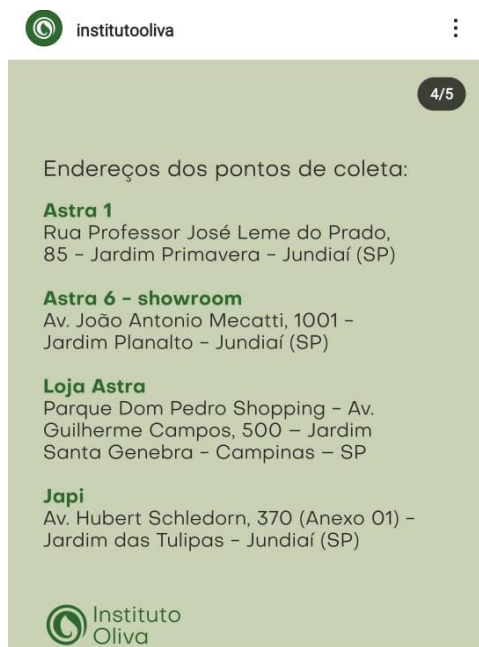 institutooliva
4/5
Endereços dos pontos de coleta:
Astra 1
Rua Professor José Leme do Prado,
85 - Jardim Primavera - Jundiaí (SP)
Astra 6 - showroom
Av. João Antonio Mecatti, 1001 -
Jardim Planalto - Jundiaí (SP)
Loja Astra
Parque Dom Pedro Shopping - Av.
Guilherme Campos, 500 – Jardim
Santa Genebra - Campinas – SP
Japi
Av. Hubert Schledorn, 370 (Anexo 01) -
Jardim das Tulipas - Jundiaí (SP)
Instituto
Oliva